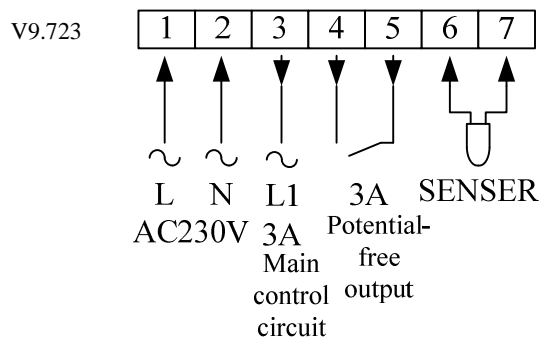 V9.723
1 2 3 4 5 6 7
L N L1 3A SENSER
AC230V 3A Potential-
free
output
Main
control
circuit